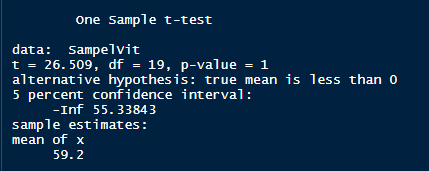 One Sample t-test
data: SampelVit
t = 26.509, df = 19, p-value = 1
alternative hypothesis: true mean is less than 0
5 percent confidence interval:
-Inf 55.33843
sample estimates:
mean of x
59.2